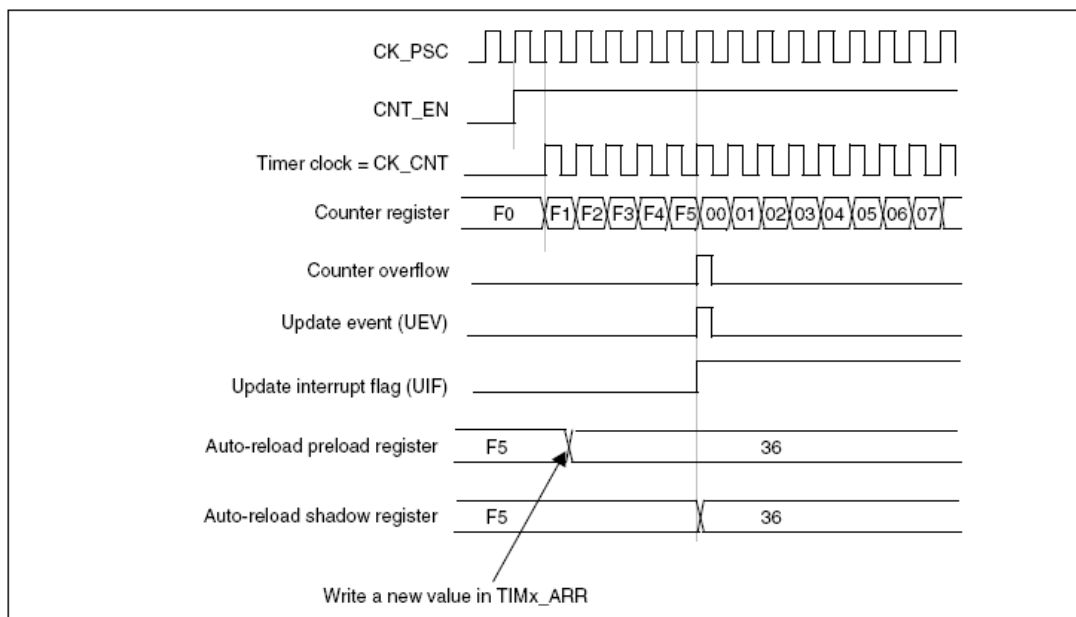 CK_PSC
CNT_EN
Timer clock = CK_CNT
Counter register F0 F1 F2 F3 F4 F5 00 01 02 03 04 05 06 07
Counter overflow
Update event (UEV)
Update interrupt flag (UIF)
Auto-reload preload register F5 36
Auto-reload shadow register F5 36
Write a new value in TIMx_ARR